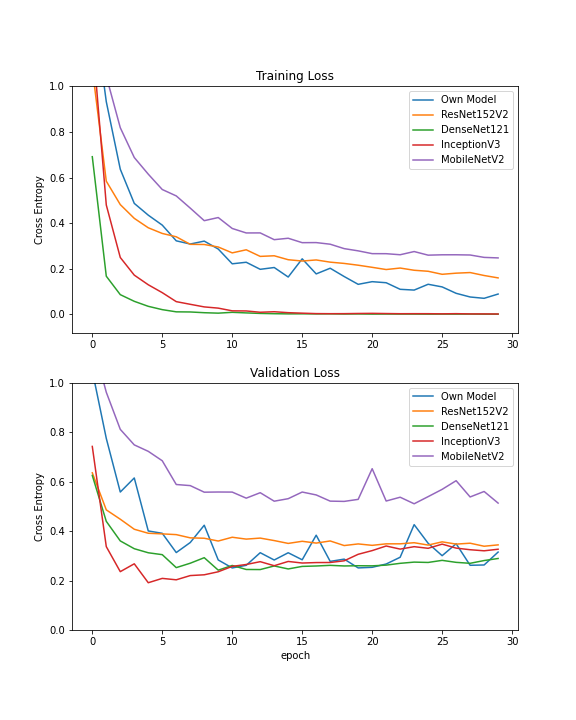 Training Loss
1.0
0.8
0.6
0.4
0.2
0.0
Cross Entropy
Own Model
ResNet152V2
DenseNet121
InceptionV3
MobileNetV2
0 5 10 15 20 25 30
Validation Loss
1.0
0.8
0.6
0.4
0.2
0.0
Cross Entropy
Own Model
ResNet152V2
DenseNet121
InceptionV3
MobileNetV2
0 5 10 15 20 25 30
epoch